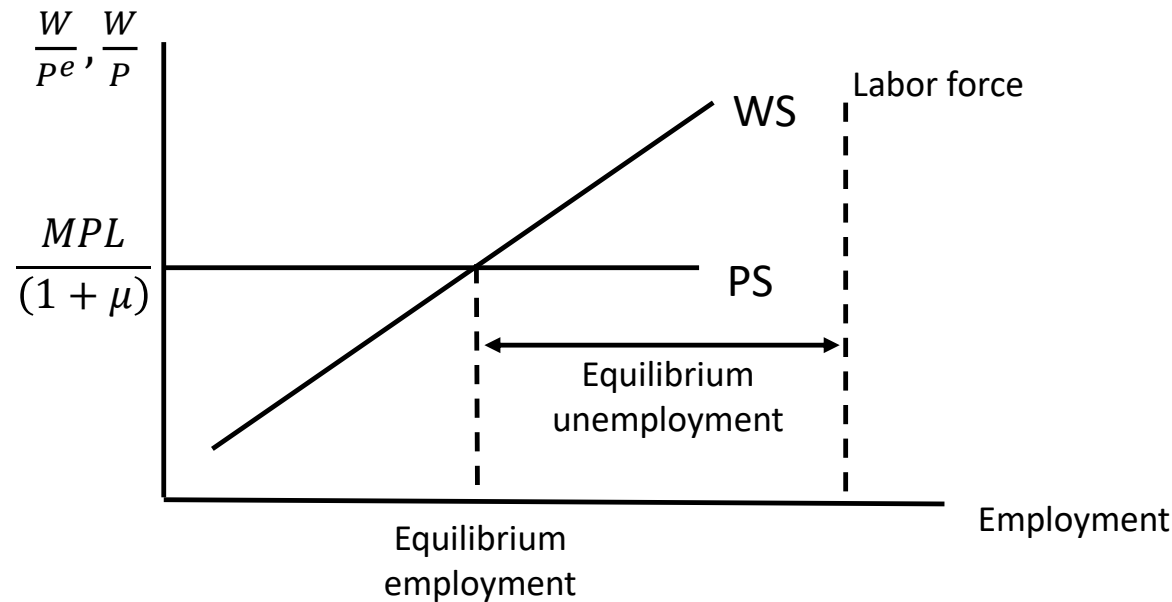 W/P^e, W/P
Labor force
WS
MPL/(1 + μ)
PS
Equilibrium
unemployment
Employment
Equilibrium
employment